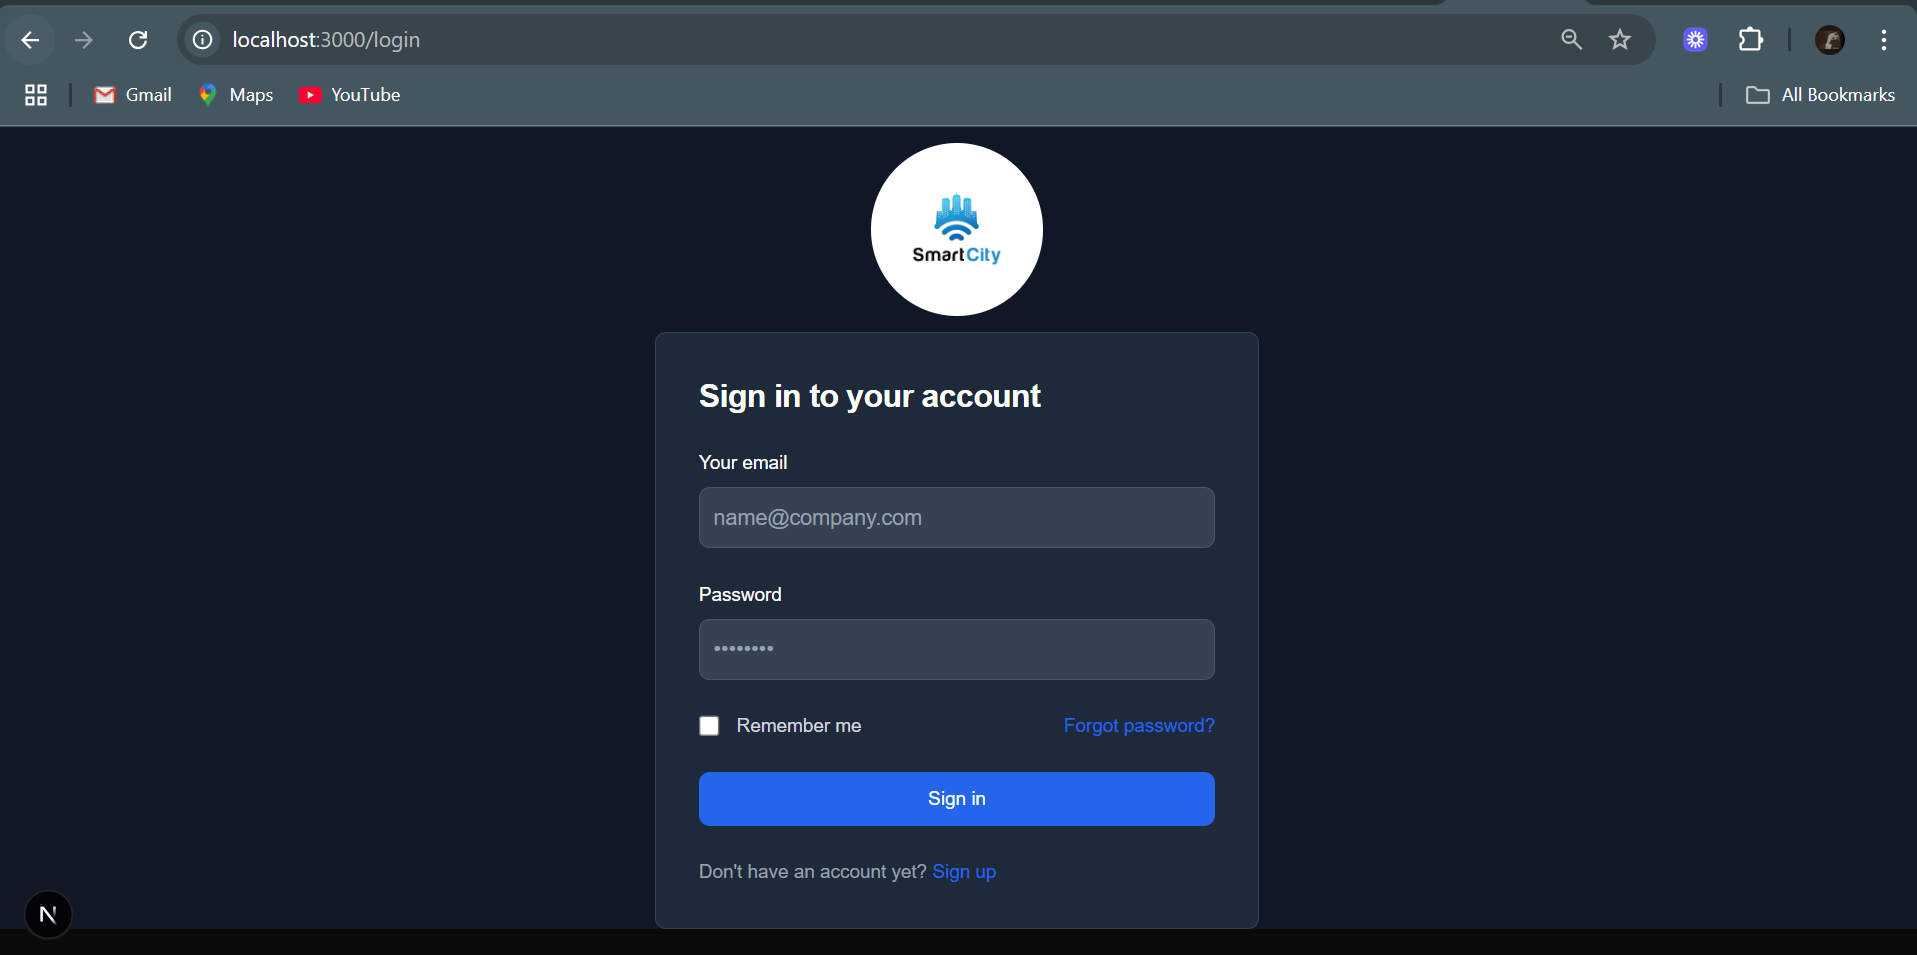 localhost:3000/login
Gmail
Maps
YouTube
All Bookmarks
SmartCity
Sign in to your account
Your email
name@company.com
Password
••••••••
Remember me
Forgot password?
Sign in
Don't have an account yet? Sign up
N